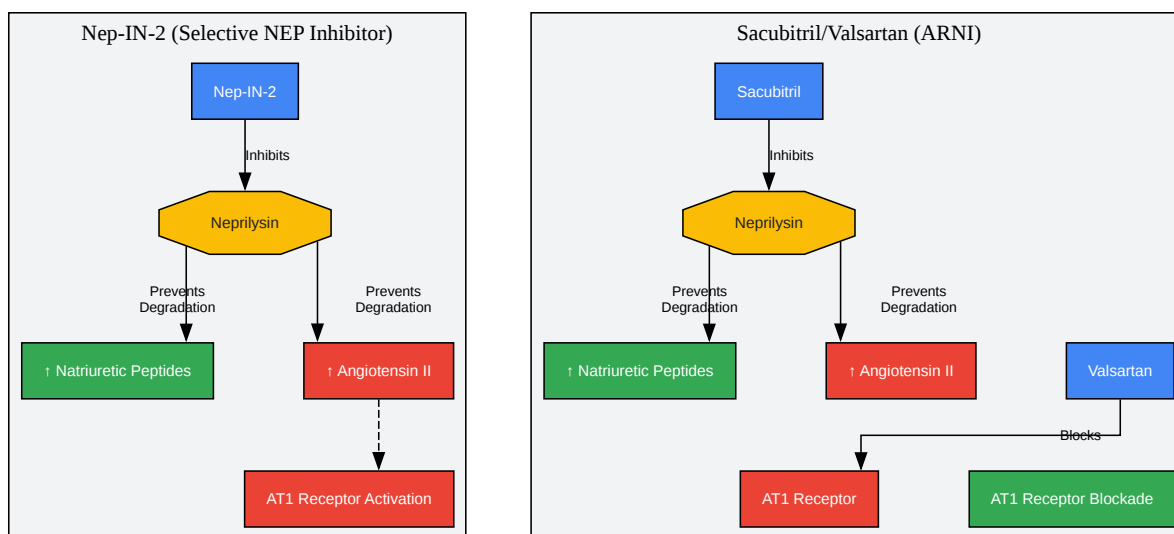 Nep-IN-2 (Selective NEP Inhibitor)
Nep-IN-2
Inhibits
Neprilysin
Prevents
Degradation
Prevents
Degradation
↑ Natriuretic Peptides
↑ Angiotensin II
AT1 Receptor Activation
Sacubitril/Valsartan (ARNI)
Sacubitril
Inhibits
Neprilysin
Prevents
Degradation
Prevents
Degradation
↑ Natriuretic Peptides
↑ Angiotensin II
Valsartan
Blocks
AT1 Receptor
AT1 Receptor Blockade